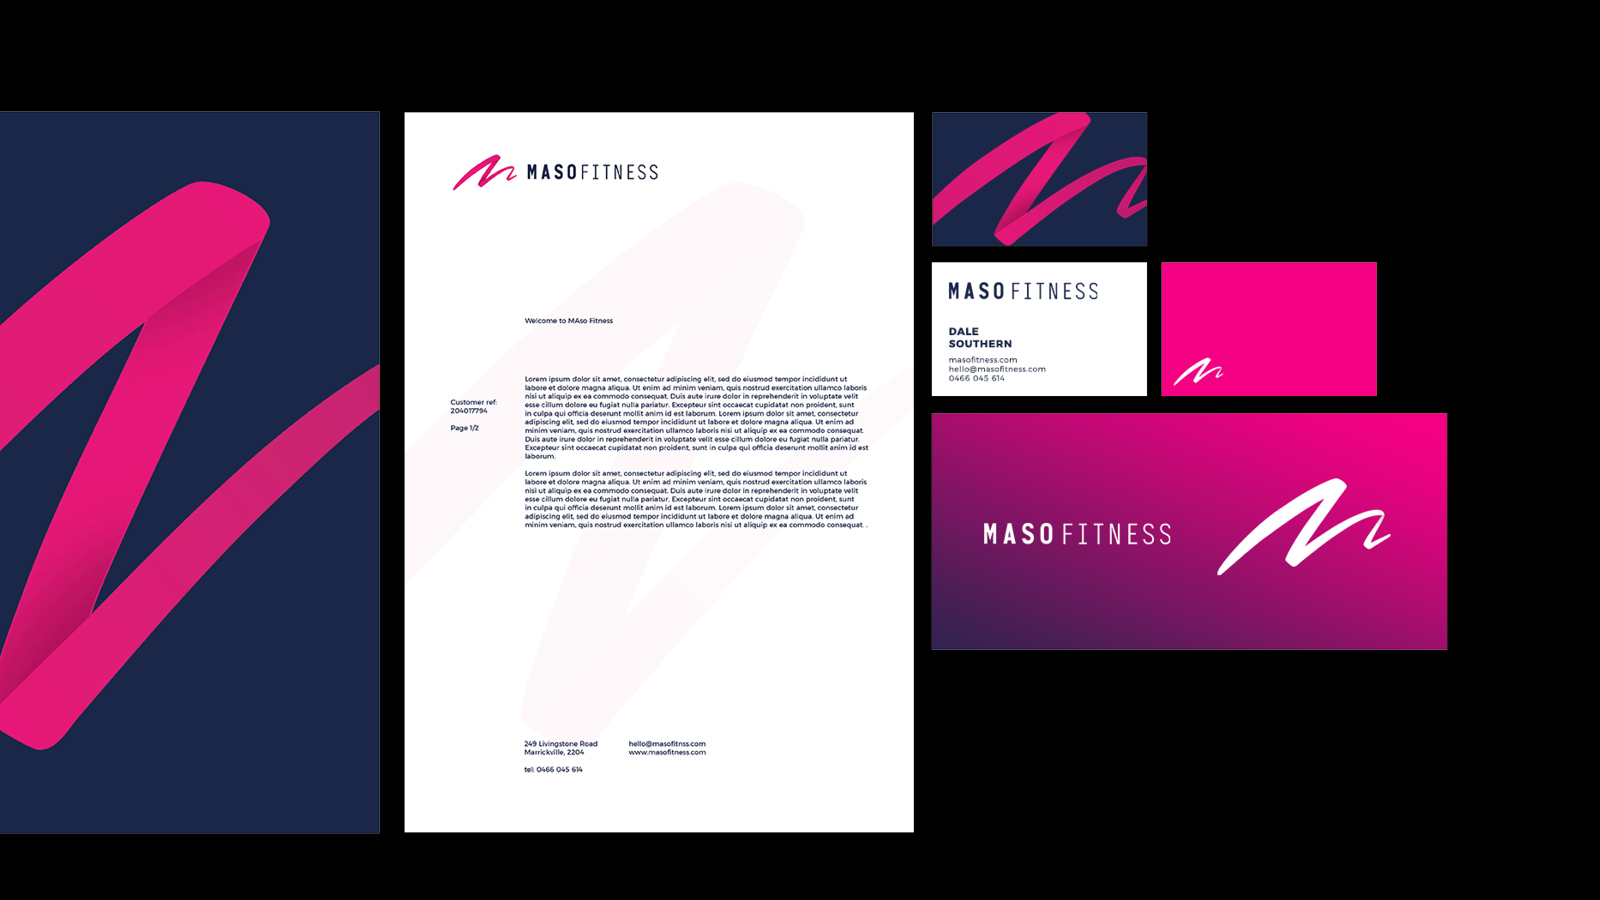 MASOFITNESS
Welcome to MAso Fitness
Lorem ipsum dolor sit amet, consectetur adipiscing elit, sed do eiusmod tempor incididunt ut
labore et dolore magna aliqua. Ut enim ad minim veniam, quis nostrud exercitation ullamco laboris
nisi ut aliquip ex ea commodo consequat. Duis aute irure dolor in reprehenderit in voluptate velit
esse cillum dolore eu fugiat nulla pariatur. Excepteur sint occaecat cupidatat non proident, sunt
in culpa qui officia deserunt mollit anim id est laborum. Lorem ipsum dolor sit amet, consectetur
adipiscing elit, sed do eiusmod tempor incididunt ut labore et dolore magna aliqua. Ut enim ad
minim veniam, quis nostrud exercitation ullamco laboris nisi ut aliquip ex ea commodo consequat.
Duis aute irure dolor in reprehenderit in voluptate velit esse cillum dolore eu fugiat nulla pariatur.
Excepteur sint occaecat cupidatat non proident, sunt in culpa qui officia deserunt mollit anim id est
laborum.
Customer ref:
204017794
Page 1/2
Lorem ipsum dolor sit amet, consectetur adipiscing elit, sed do eiusmod tempor incididunt ut
labore et dolore magna aliqua. Ut enim ad minim veniam, quis nostrud exercitation ullamco laboris
nisi ut aliquip ex ea commodo consequat. Duis aute irure dolor in reprehenderit in voluptate velit
esse cillum dolore eu fugiat nulla pariatur. Excepteur sint occaecat cupidatat non proident, sunt
in culpa qui officia deserunt mollit anim id est laborum. Lorem ipsum dolor sit amet, consectetur
adipiscing elit, sed do eiusmod tempor incididunt ut labore et dolore magna aliqua. Ut enim ad
minim veniam, quis nostrud exercitation ullamco laboris nisi ut aliquip ex ea commodo consequat. .
249 Livingstone Road
Marrickville, 2204
tel: 0466 045 614
hello@masofitnss.com
www.masofitness.com
MASO FITNESS
DALE
SOUTHERN
masofitness.com
hello@masofitness.com
0466 045 614
MASO FITNESS